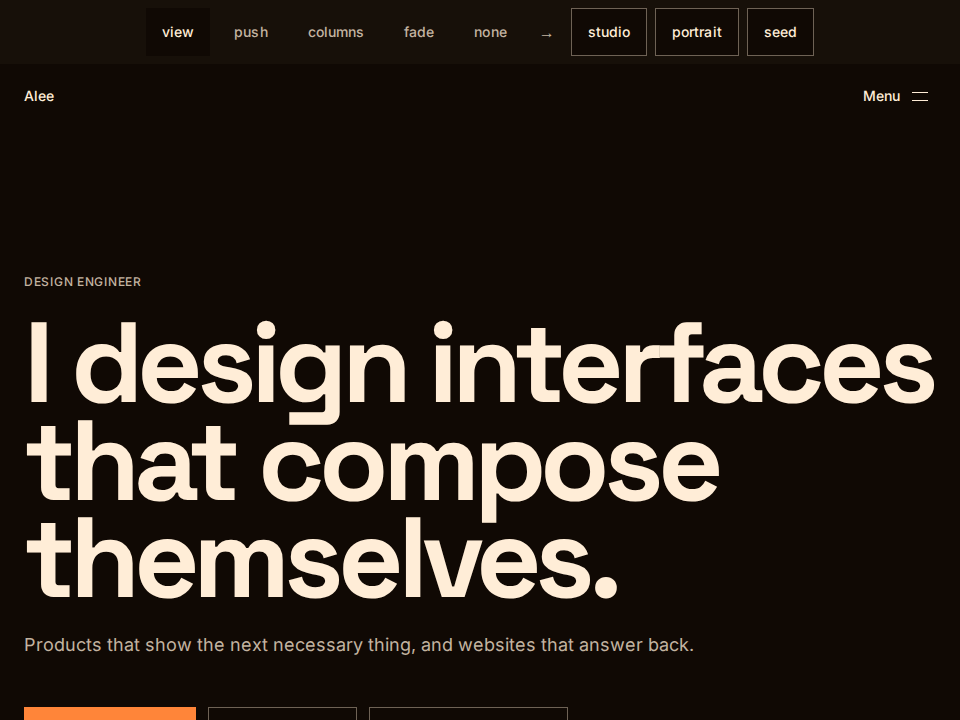 view push columns fade none → studio portrait seed
Alee Menu
DESIGN ENGINEER
I design interfaces
that compose
themselves.
Products that show the next necessary thing, and websites that answer back.